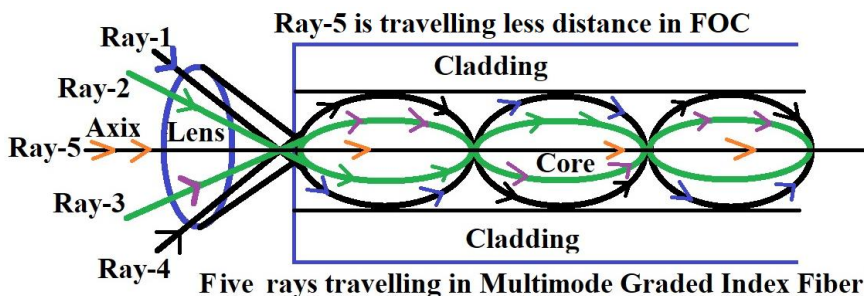 Ray-5 is travelling less distance in FOC
Ray-1
Cladding
Ray-2
Axix
Lens
Ray-5
Core
Ray-3
Cladding
Ray-4
Five rays travelling in Multimode Graded Index Fiber